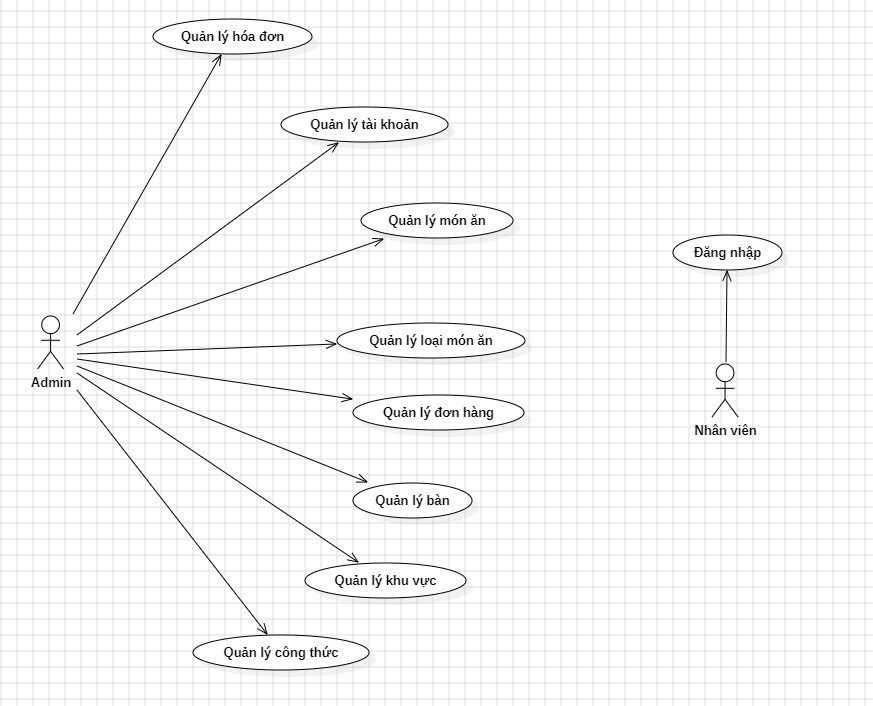 Quản lý hóa đơn
Quản lý tài khoản
Quản lý món ăn
Đăng nhập
Quản lý loại món ăn
Admin
Quản lý đơn hàng
Nhân viên
Quản lý bàn
Quản lý khu vực
Quản lý công thức